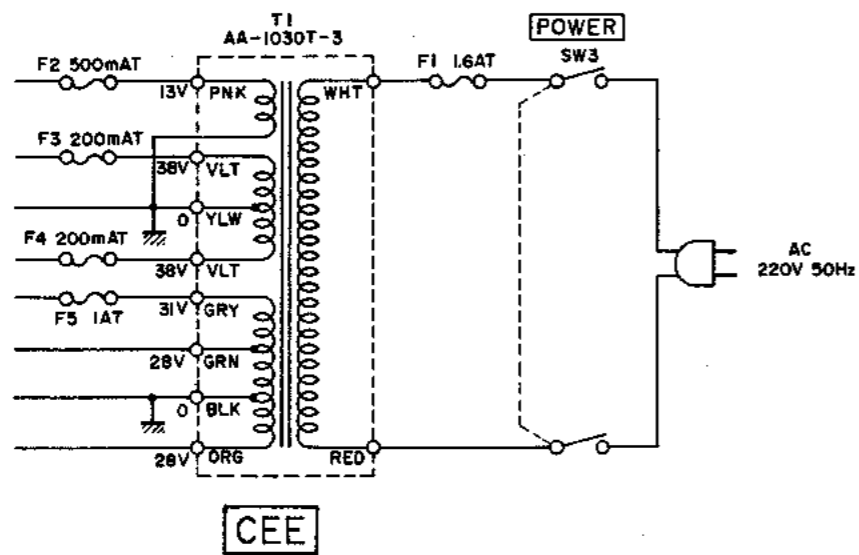 T1
AA-1030T-3
POWER
F2 500mAT
F1 1.6AT
SW3
13V PNK
WHT
F3 200mAT
38V VLT
0 YLW
F4 200mAT
38V VLT
AC
220V 50Hz
31V GRY
F5 1AT
28V GRN
0 BLK
28V ORG
RED
CEE